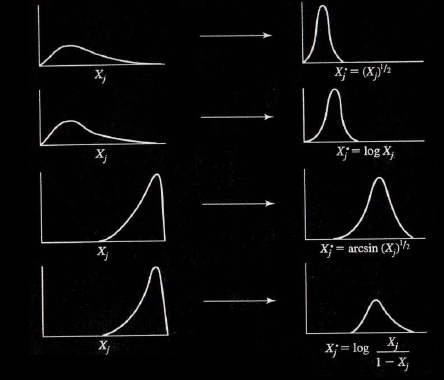 X_j
X_j* = (X_j)^1/2
X_j
X_j* = log X_j
X_j
X_j* = arcsin (X_j)^1/2
X_j
X_j* = log X_j / 1 − X_j